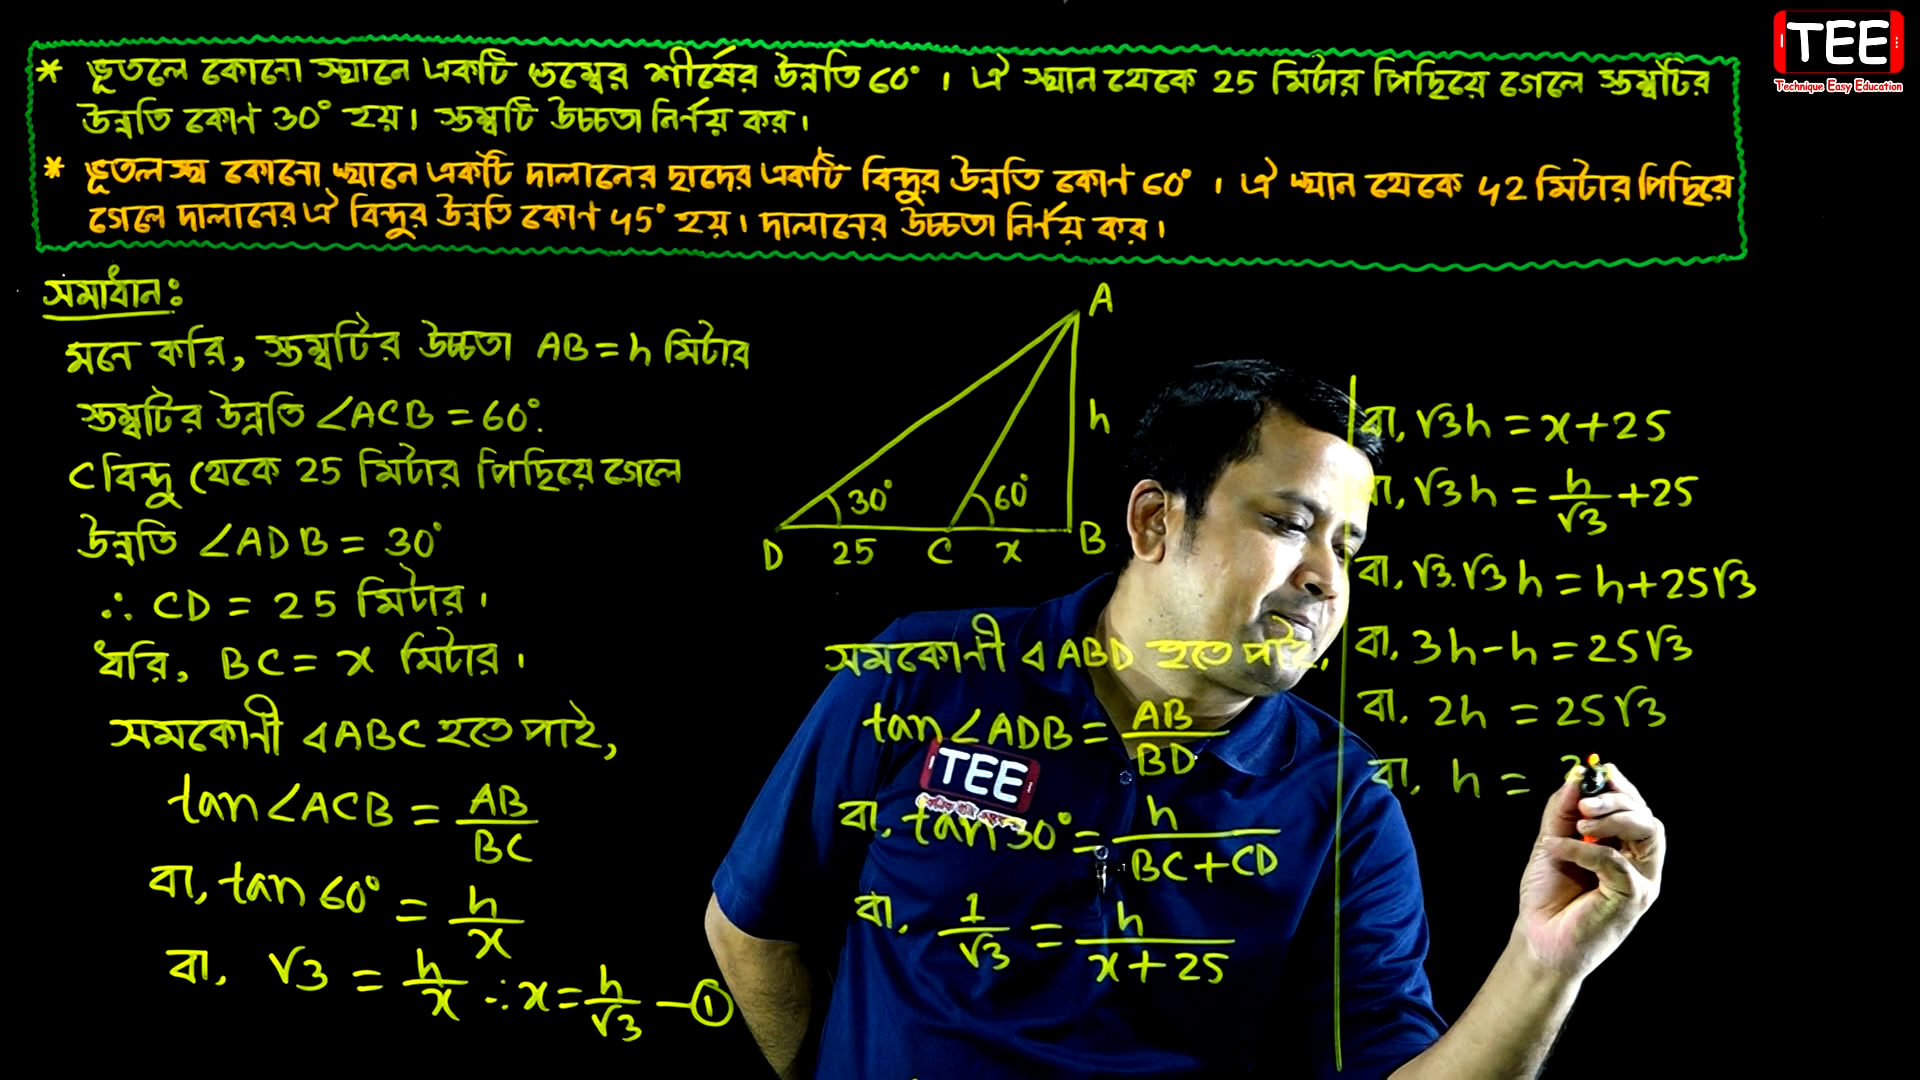 TEE
Technique Easy Education
* ভূতলে কোনো স্থানে একটি স্তম্বের শীর্ষের উন্নতি 60° । ঐ স্থান থেকে 25 মিটার পিছিয়ে গেলে স্তম্বটির
উন্নতি কোণ 30° হয়। স্তম্বটি উচ্চতা নির্ণয় কর।
* ভূতলস্থ কোনো স্থানে একটি দালানের ছাদের একটি বিন্দুর উন্নতি কোণ 60° । ঐ স্থান থেকে 42 মিটার পিছিয়ে
গেলে দালানের ঐ বিন্দুর উন্নতি কোণ 45° হয়। দালানের উচ্চতা নির্ণয় কর।
সমাধান:
মনে করি, স্তম্বটির উচ্চতা AB = h মিটার
স্তম্বটির উন্নতি ∠ACB = 60°.
C বিন্দু থেকে 25 মিটার পিছিয়ে গেলে
উন্নতি ∠ADB = 30°
∴ CD = 25 মিটার।
ধরি, BC = x মিটার।
সমকোণী ⊿ABC হতে পাই,
tan∠ACB = AB/BC
বা, tan 60° = h/x
বা, √3 = h/x ∴ x = h/√3 — ①
A
h
30° 60°
D 25 C x B
সমকোণী ⊿ABD হতে পাই,
tan∠ADB = AB/BD
TEE
বা, tan 30° = h/(BC+CD)
বা, 1/√3 = h/(x+25)
বা, √3h = x+25
বা, √3h = h/√3 +25
বা, √3.√3 h = h+25√3
বা, 3h-h = 25√3
বা, 2h = 25√3
বা, h =